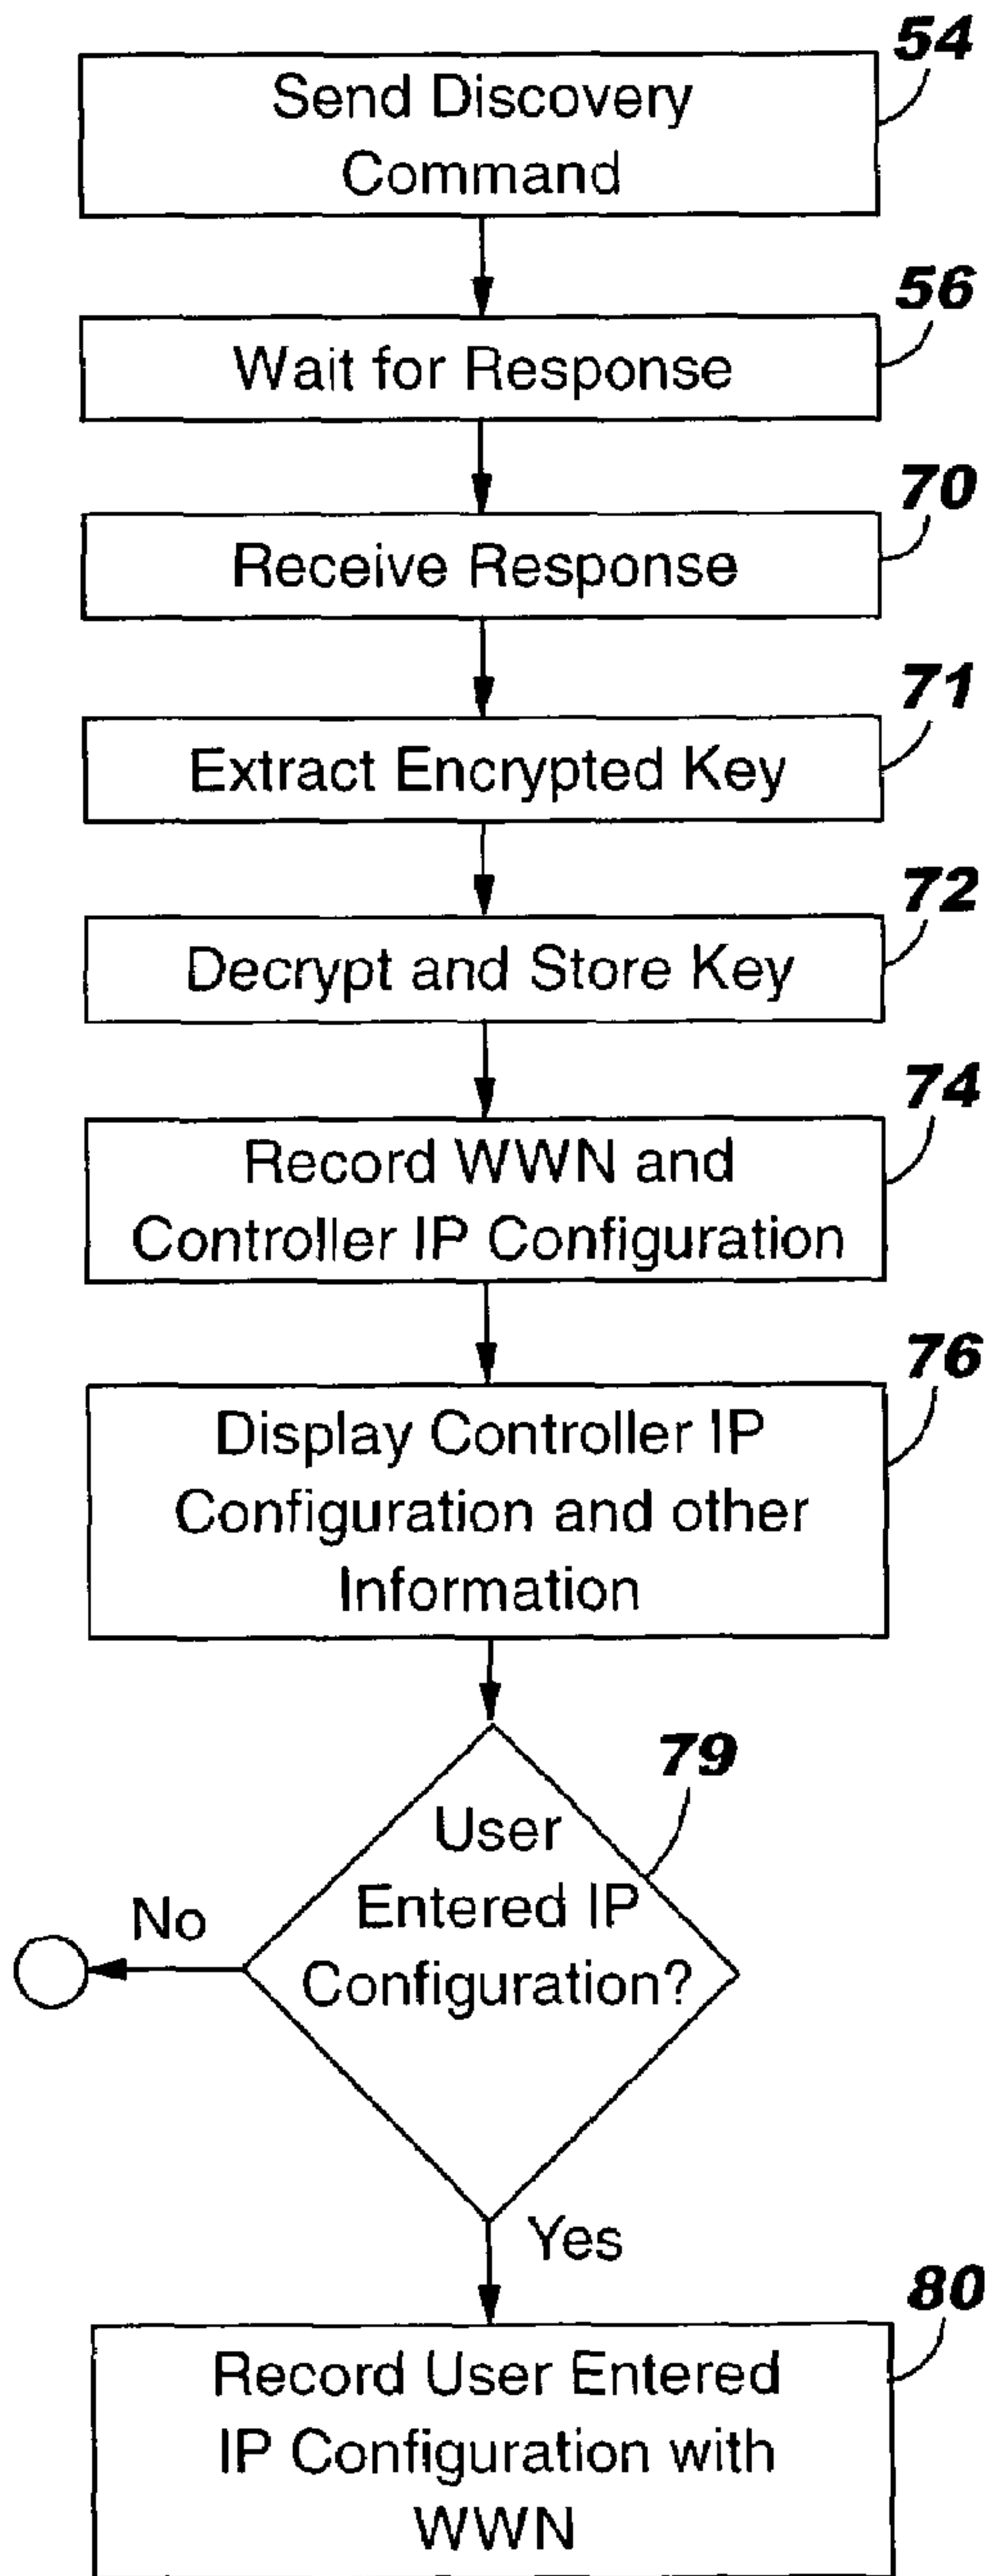 54
Send Discovery
Command
56
Wait for Response
70
Receive Response
71
Extract Encrypted Key
72
Decrypt and Store Key
74
Record WWN and
Controller IP Configuration
76
Display Controller IP
Configuration and other
Information
79
User
Entered IP
Configuration?
No
Yes
80
Record User Entered
IP Configuration with
WWN